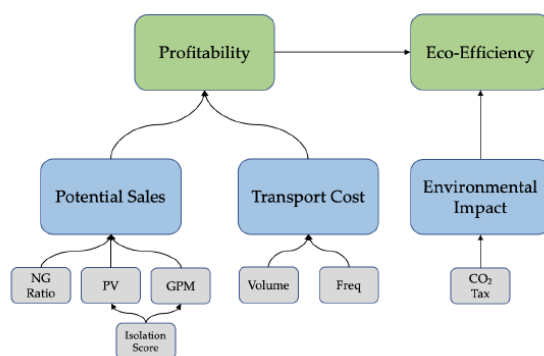 Profitability
Eco-Efficiency
Potential Sales
Transport Cost
Environmental
Impact
NG
Ratio
PV
GPM
Volume
Freq
CO₂
Tax
Isolation
Score